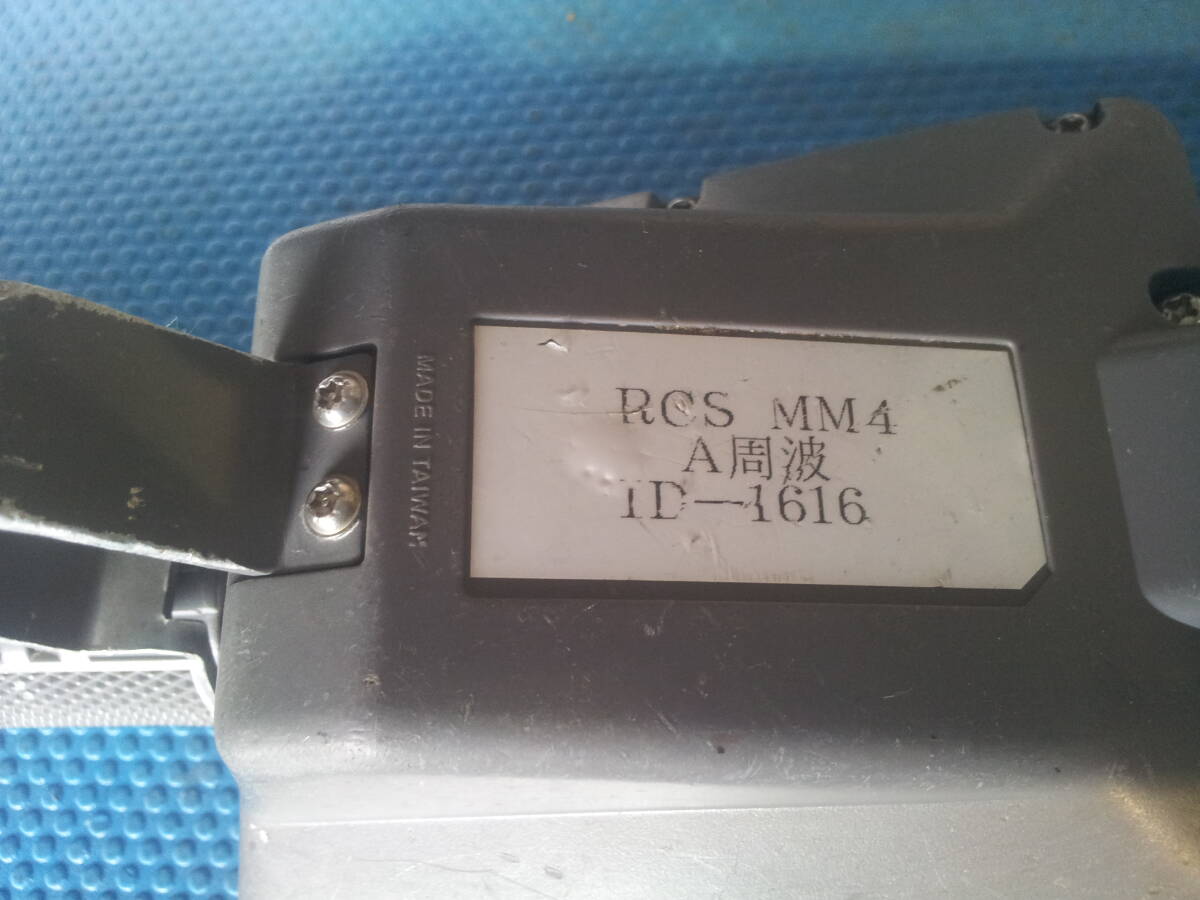 MADE IN TAIWAN
RCS MM4
A周波
ID-1616